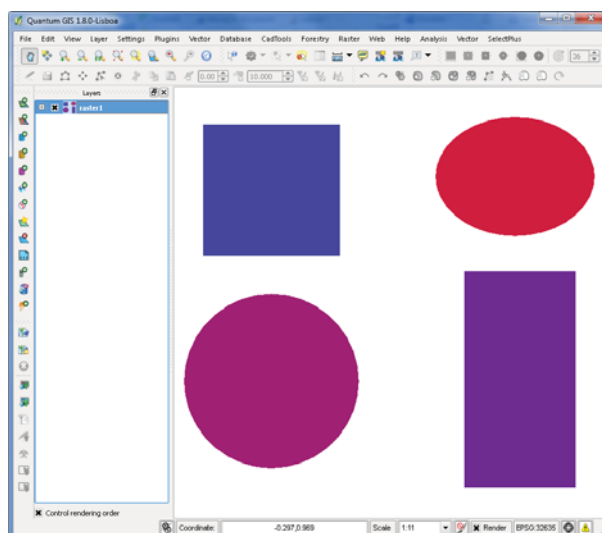 Quantum GIS 1.8.0-Lisboa
File Edit View Layer Settings Plugins Vector Database CadTools Forestry Raster Web Help Analysis Vector SelectPlus
26
0.00 10.000
Layers
raster1
Control rendering order
Coordinate: -0.297,0.969 Scale 1:11 Render EPSG:32635